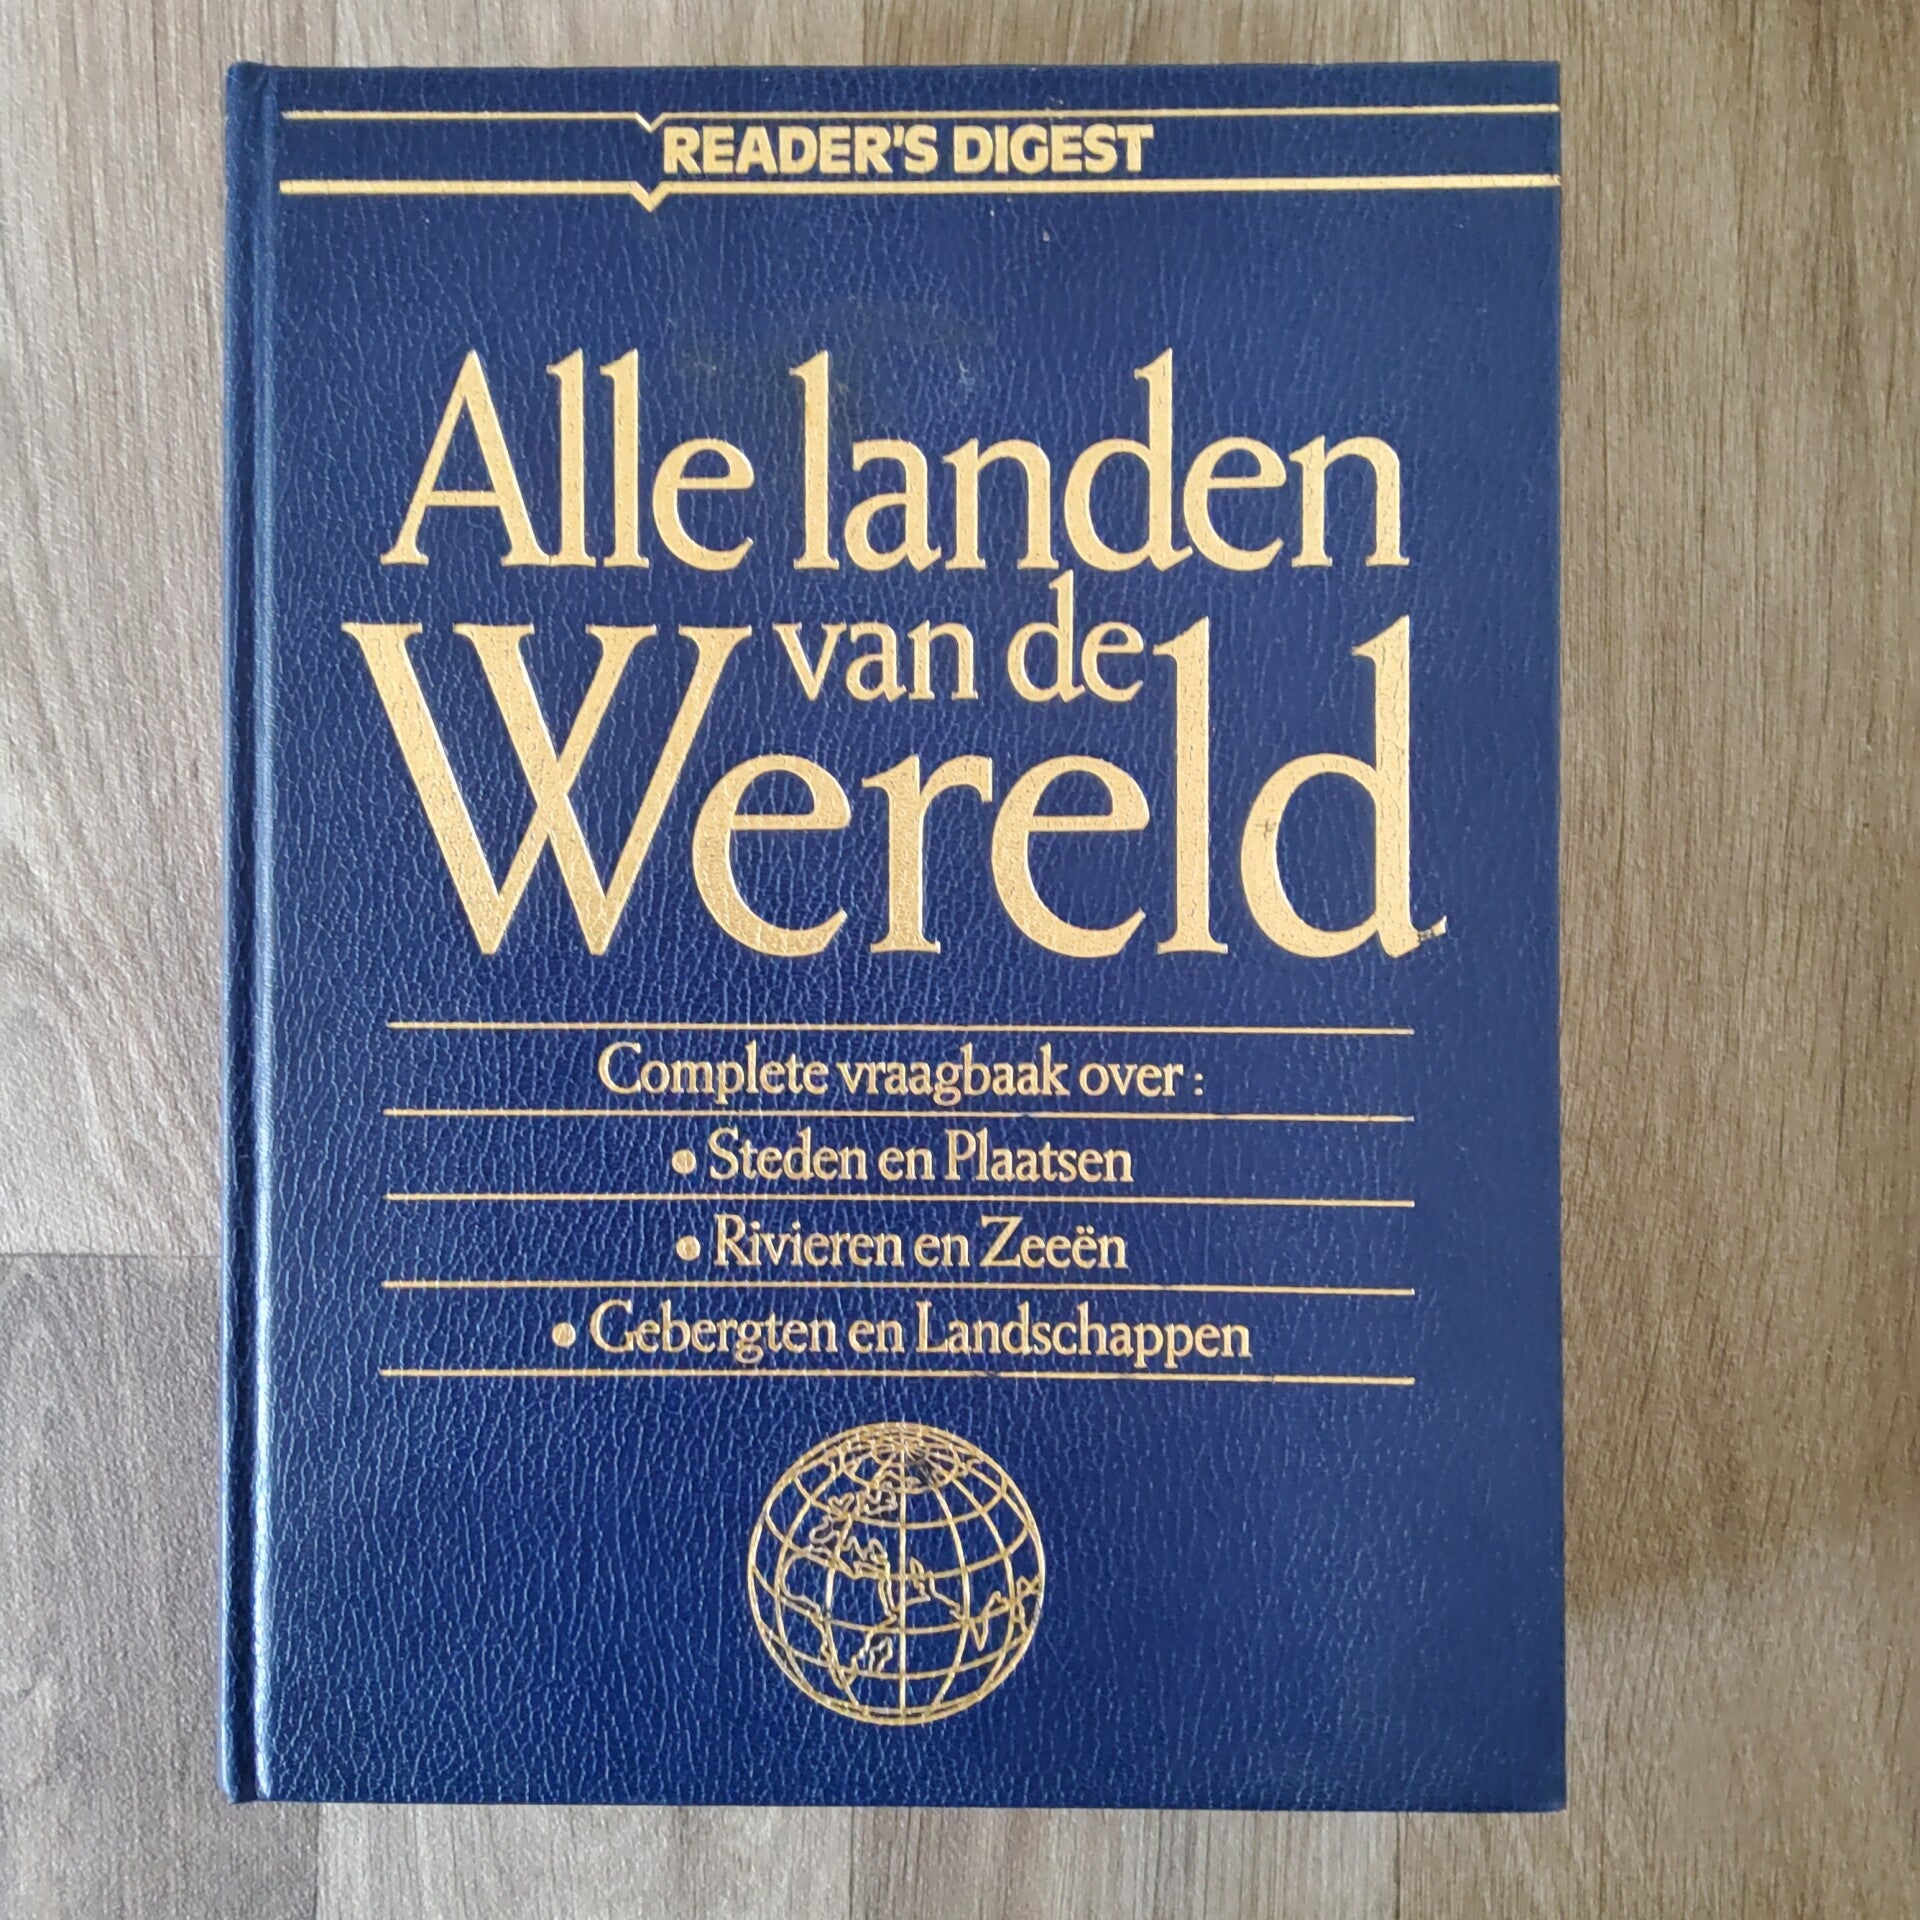 READER'S DIGEST
Alle landen
van de
Wereld
Complete vraagbaak over :
• Steden en Plaatsen
• Rivieren en Zeeën
• Gebergten en Landschappen